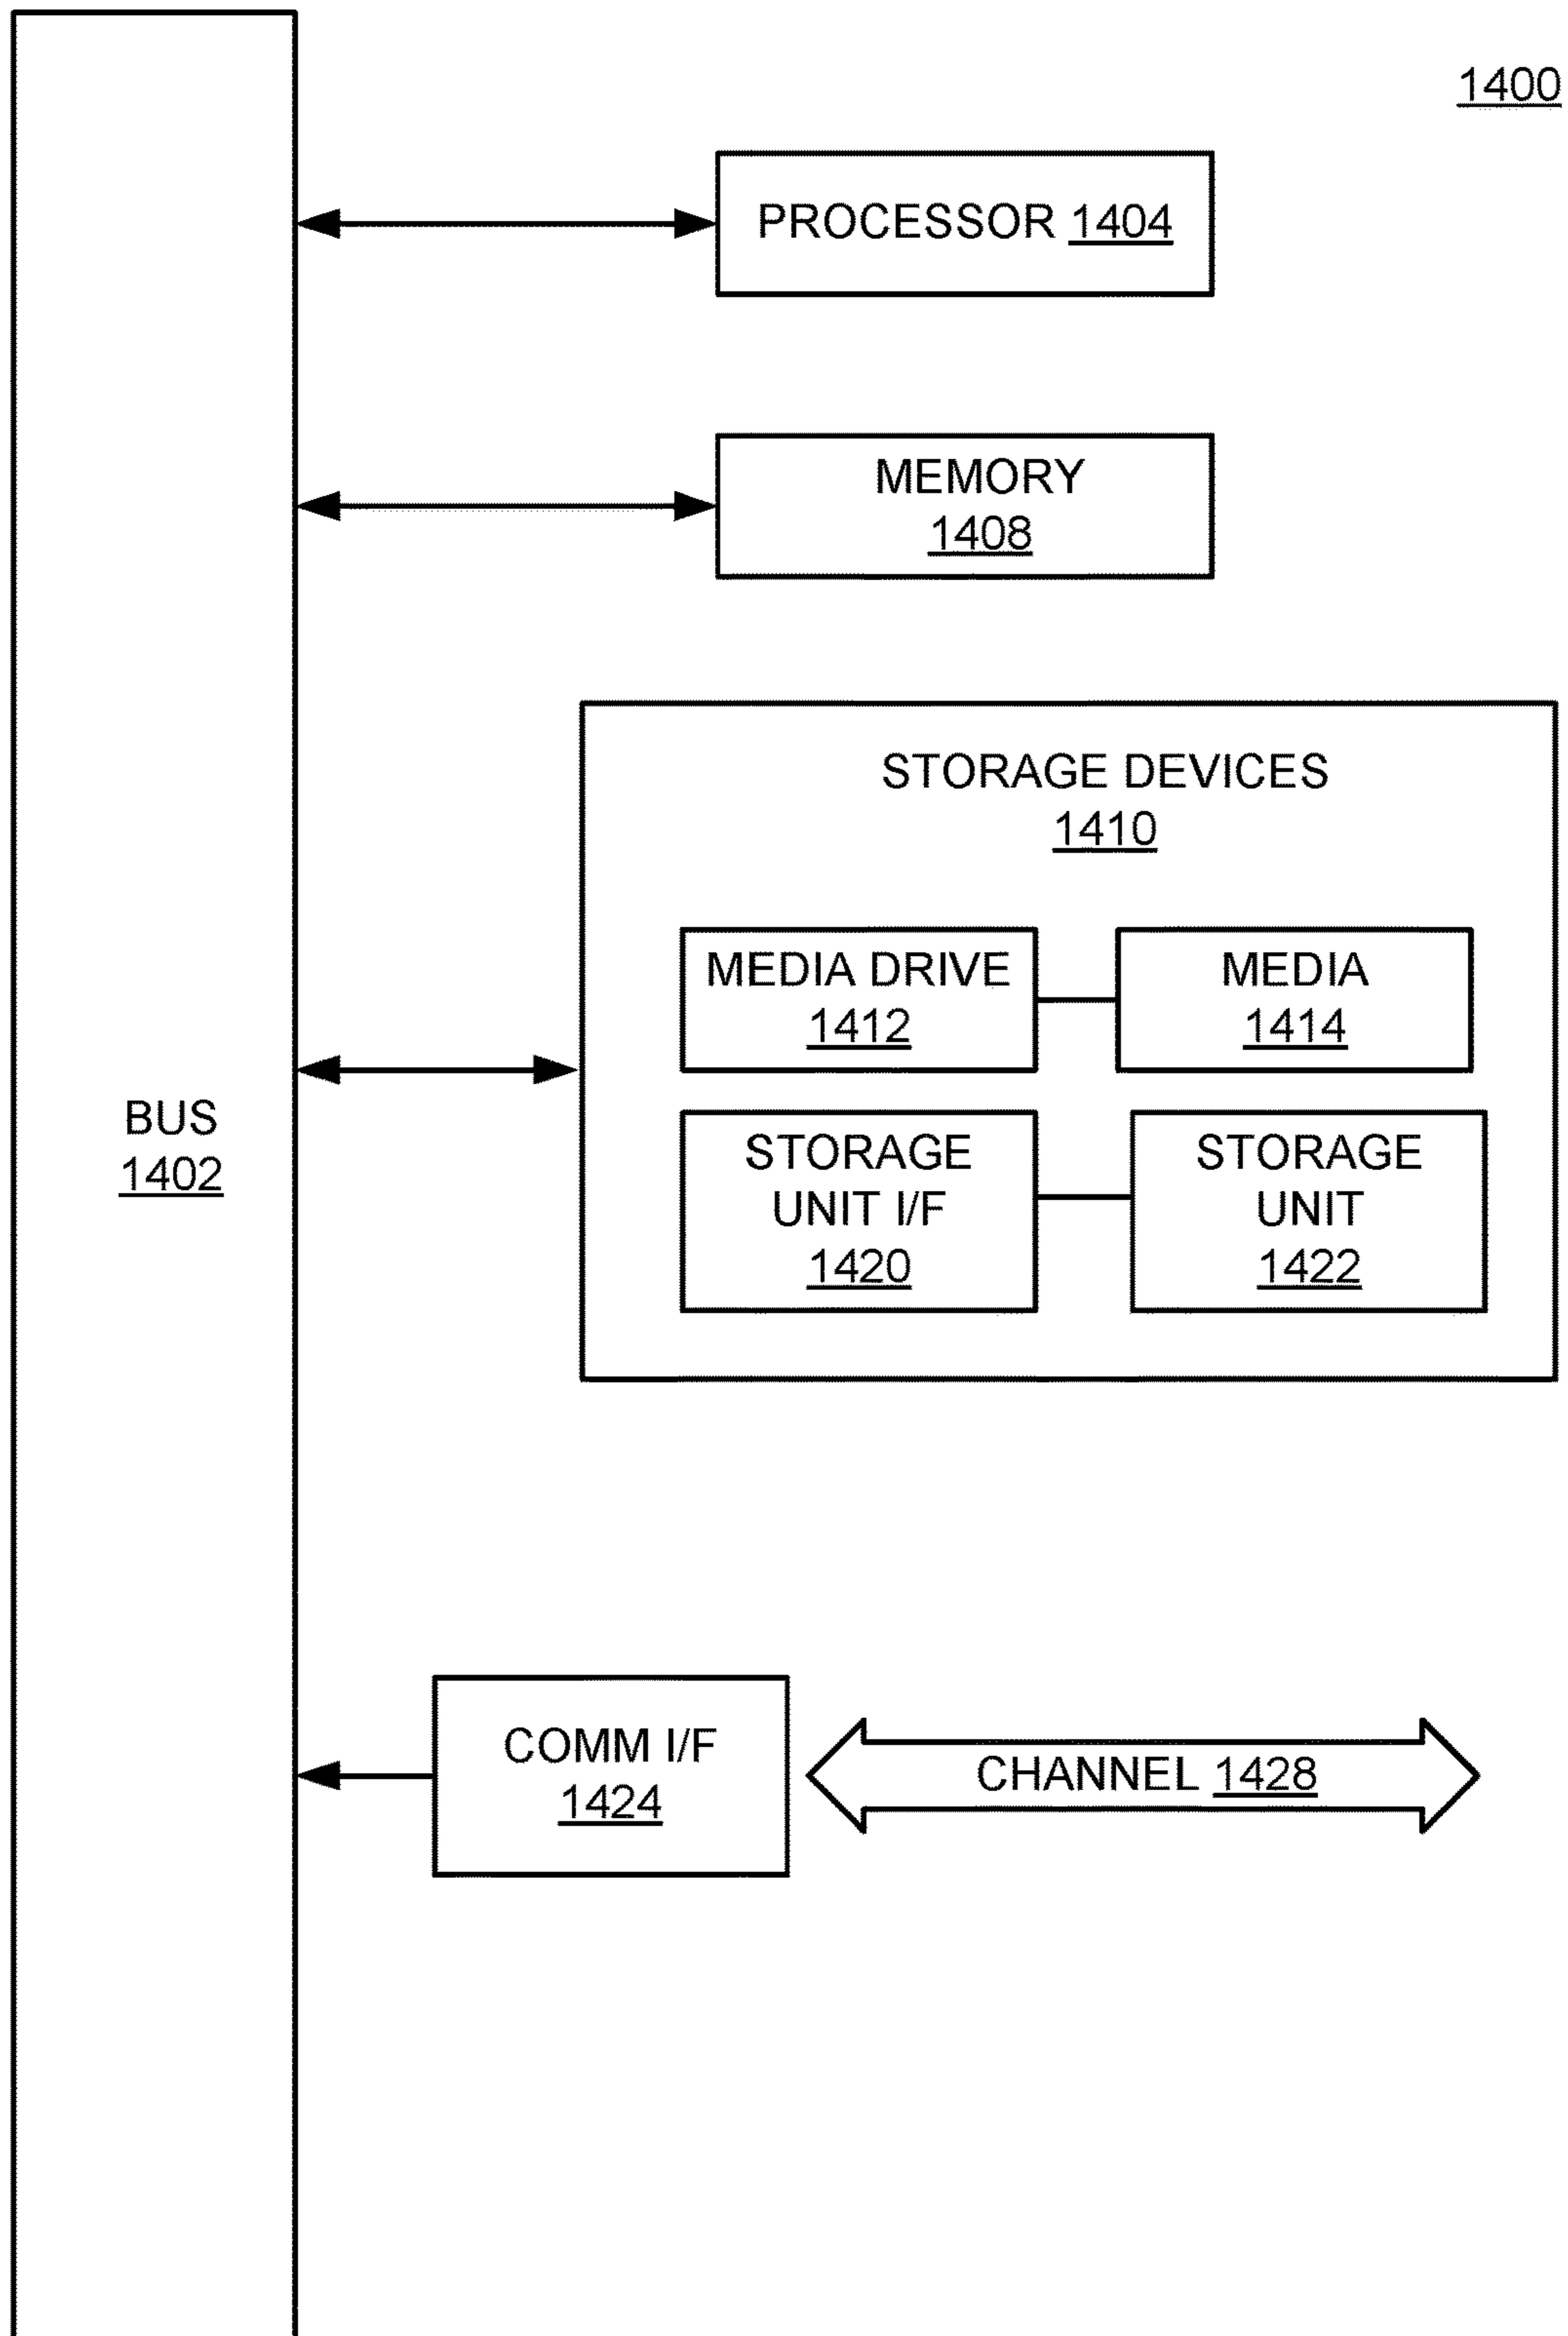 1400
PROCESSOR 1404
MEMORY
1408
STORAGE DEVICES
1410
MEDIA DRIVE
1412
MEDIA
1414
BUS
1402
STORAGE
UNIT I/F
1420
STORAGE
UNIT
1422
COMM I/F
1424
CHANNEL 1428